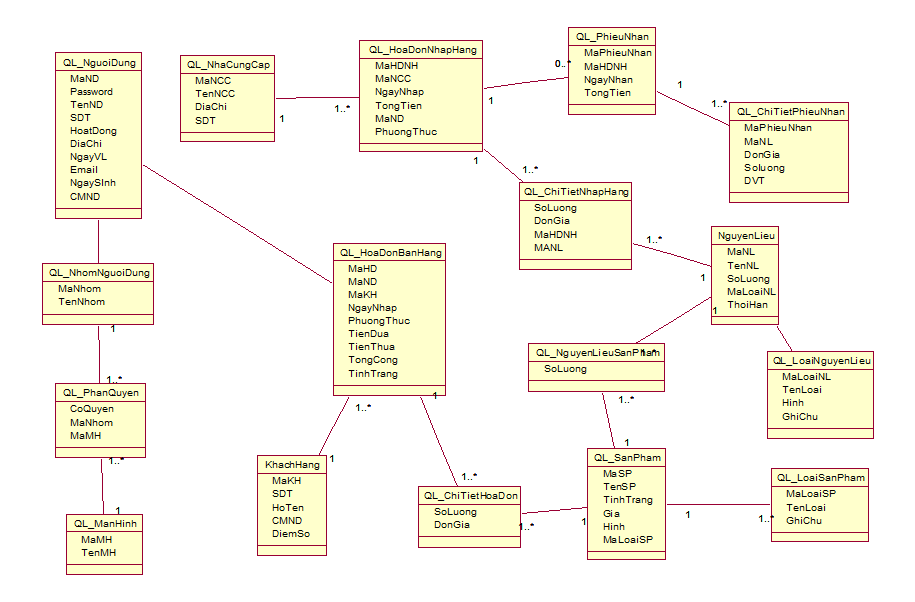 QL_NguoiDung
MaND
Password
TenND
SDT
HoatDong
DiaChi
NgayVL
Email
NgaySInh
CMND
QL_NhaCungCap
MaNCC
TenNCC
DiaChi
SDT
1
1..*
QL_HoaDonNhapHang
MaHDNH
MaNCC
NgayNhap
TongTien
MaND
PhuongThuc
1
0..*
QL_PhieuNhan
MaPhieuNhan
MaHDNH
NgayNhan
TongTien
1
1..*
QL_ChiTietPhieuNhan
MaPhieuNhan
MaNL
DonGia
Soluong
DVT
1
1..*
QL_ChiTietNhapHang
SoLuong
DonGia
MaHDNH
MANL
1..*
1
NguyenLieu
MaNL
TenNL
SoLuong
MaLoaiNL
ThoiHan
1
QL_NhomNguoiDung
MaNhom
TenNhom
1
1..*
QL_HoaDonBanHang
MaHD
MaND
MaKH
NgayNhap
PhuongThuc
TienDua
TienThua
TongCong
TinhTrang
1..*
1
1
1..*
QL_NguyenLieuSanPham
1..*
SoLuong
1..*
1
QL_LoaiNguyenLieu
MaLoaiNL
TenLoai
Hinh
GhiChu
QL_PhanQuyen
CoQuyen
MaNhom
MaMH
1..*
1
QL_ManHinh
MaMH
TenMH
KhachHang
MaKH
SDT
HoTen
CMND
DiemSo
QL_ChiTietHoaDon
SoLuong
DonGia
1..*
1
QL_SanPham
MaSP
TenSP
TinhTrang
Gia
Hinh
MaLoaiSP
1
1..*
QL_LoaiSanPham
MaLoaiSP
TenLoai
GhiChu